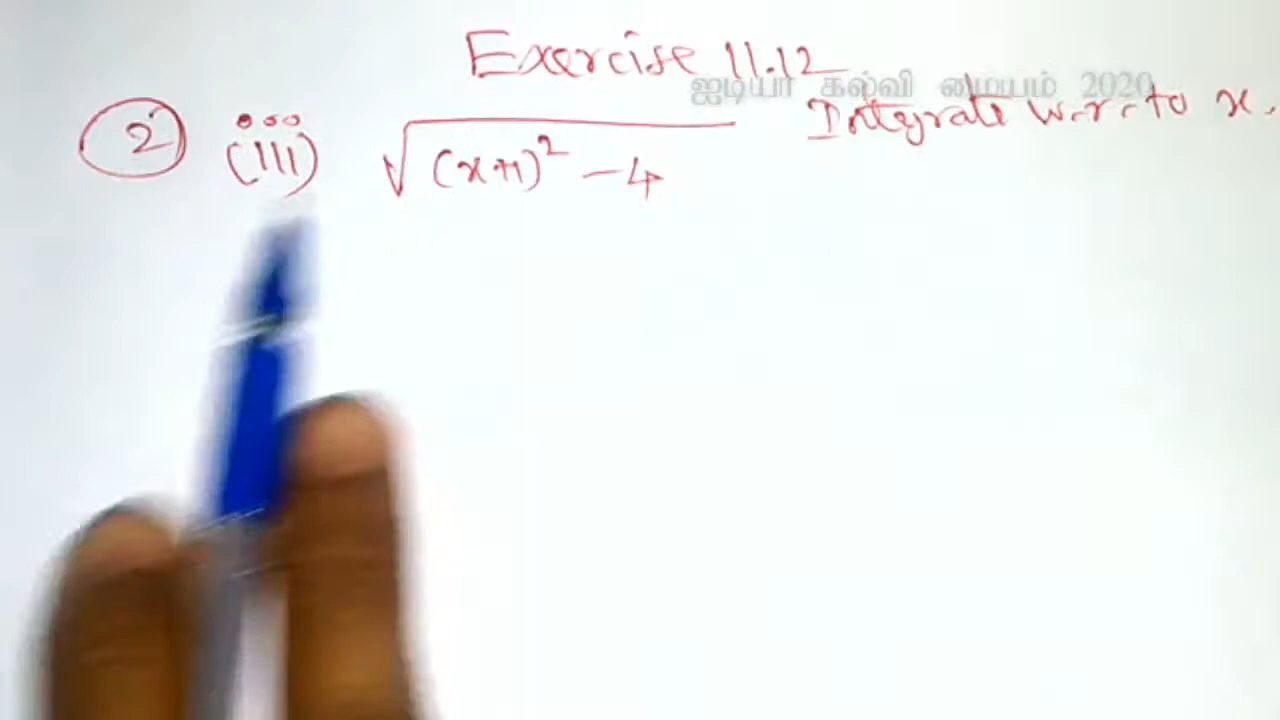 Exercise 11.12
ஐடியா கல்வி மையம் 2020
Integrate w.r.to x.
2 (iii) √(x+1)² - 4